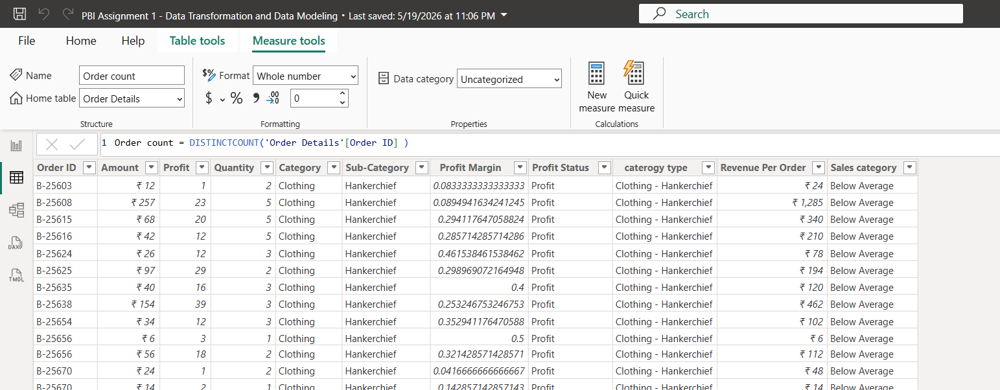 PBI Assignment 1 - Data Transformation and Data Modeling • Last saved: 5/19/2026 at 11:06 PM
Search
File Home Help Table tools Measure tools
Name Order count
Home table Order Details
Structure
$% Format Whole number
$ % , .00 →0 0
Formatting
Data category Uncategorized
Properties
New measure
Quick measure
Calculations
1 Order count = DISTINCTCOUNT('Order Details'[Order ID] )
DAX
TMDL
Order ID Amount Profit Quantity Category Sub-Category Profit Margin Profit Status caterogy type Revenue Per Order Sales category
B-25603 ₹ 12 1 2 Clothing Hankerchief 0.0833333333333333 Profit Clothing - Hankerchief ₹ 24 Below Average
B-25608 ₹ 257 23 5 Clothing Hankerchief 0.0894941634241245 Profit Clothing - Hankerchief ₹ 1,285 Below Average
B-25615 ₹ 68 20 5 Clothing Hankerchief 0.294117647058824 Profit Clothing - Hankerchief ₹ 340 Below Average
B-25616 ₹ 42 12 5 Clothing Hankerchief 0.285714285714286 Profit Clothing - Hankerchief ₹ 210 Below Average
B-25624 ₹ 26 12 3 Clothing Hankerchief 0.461538461538462 Profit Clothing - Hankerchief ₹ 78 Below Average
B-25625 ₹ 97 29 2 Clothing Hankerchief 0.298969072164948 Profit Clothing - Hankerchief ₹ 194 Below Average
B-25635 ₹ 40 16 3 Clothing Hankerchief 0.4 Profit Clothing - Hankerchief ₹ 120 Below Average
B-25638 ₹ 154 39 3 Clothing Hankerchief 0.253246753246753 Profit Clothing - Hankerchief ₹ 462 Below Average
B-25654 ₹ 34 12 3 Clothing Hankerchief 0.352941176470588 Profit Clothing - Hankerchief ₹ 102 Below Average
B-25656 ₹ 6 3 1 Clothing Hankerchief 0.5 Profit Clothing - Hankerchief ₹ 6 Below Average
B-25656 ₹ 56 18 2 Clothing Hankerchief 0.321428571428571 Profit Clothing - Hankerchief ₹ 112 Below Average
B-25670 ₹ 24 1 2 Clothing Hankerchief 0.0416666666666667 Profit Clothing - Hankerchief ₹ 48 Below Average
B-25670 ₹ 14 2 1 Clothing Hankerchief 0.142857142857143 Profit Clothing - Hankerchief ₹ 14 Below Average